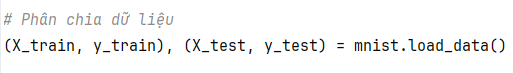 # Phân chia dữ liệu
(X_train, y_train), (X_test, y_test) = mnist.load_data()